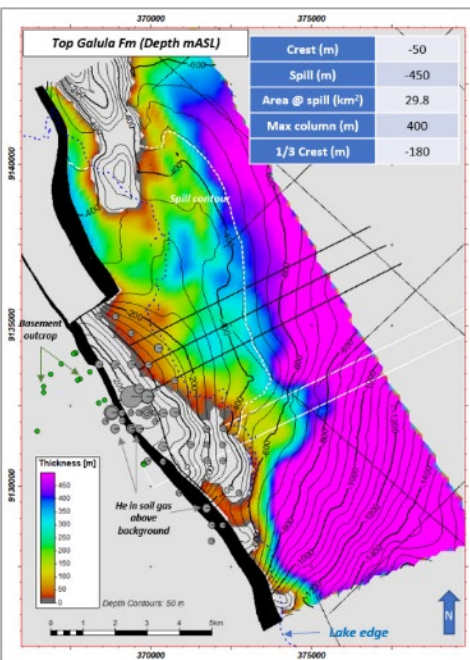 370000 375000
Top Galula Fm (Depth mASL)
Crest (m) -50
Spill (m) -450
Area @ spill (km²) 29.8
Max column (m) 400
1/3 Crest (m) -180
9140000
Spill contour
9135000
Basement
outcrop
9130000
Thickness [m]
450
400
350
300
250
200
150
100
50
0
He in soil gas
above
background
Depth Contours: 50 m
0 1 2 3 4 5km
Lake edge
N
370000 375000